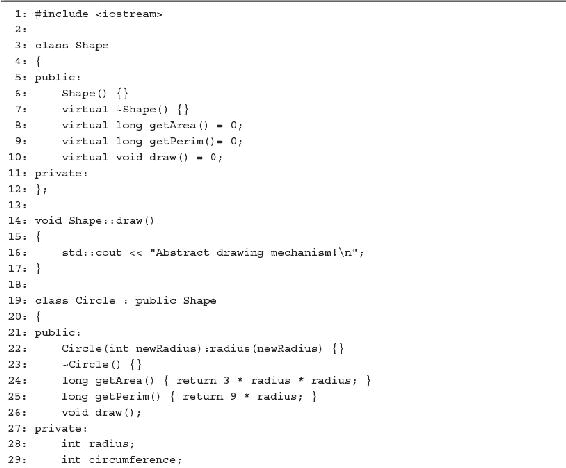 1: #include <iostream>
2:
3: class Shape
4: {
5: public:
6: Shape() {}
7: virtual ~Shape() {}
8: virtual long getArea() = 0;
9: virtual long getPerim()= 0;
10: virtual void draw() = 0;
11: private:
12: };
13:
14: void Shape::draw()
15: {
16: std::cout << "Abstract drawing mechanism!\n";
17: }
18:
19: class Circle : public Shape
20: {
21: public:
22: Circle(int newRadius):radius(newRadius) {}
23: ~Circle() {}
24: long getArea() { return 3 * radius * radius; }
25: long getPerim() { return 9 * radius; }
26: void draw();
27: private:
28: int radius;
29: int circumference;